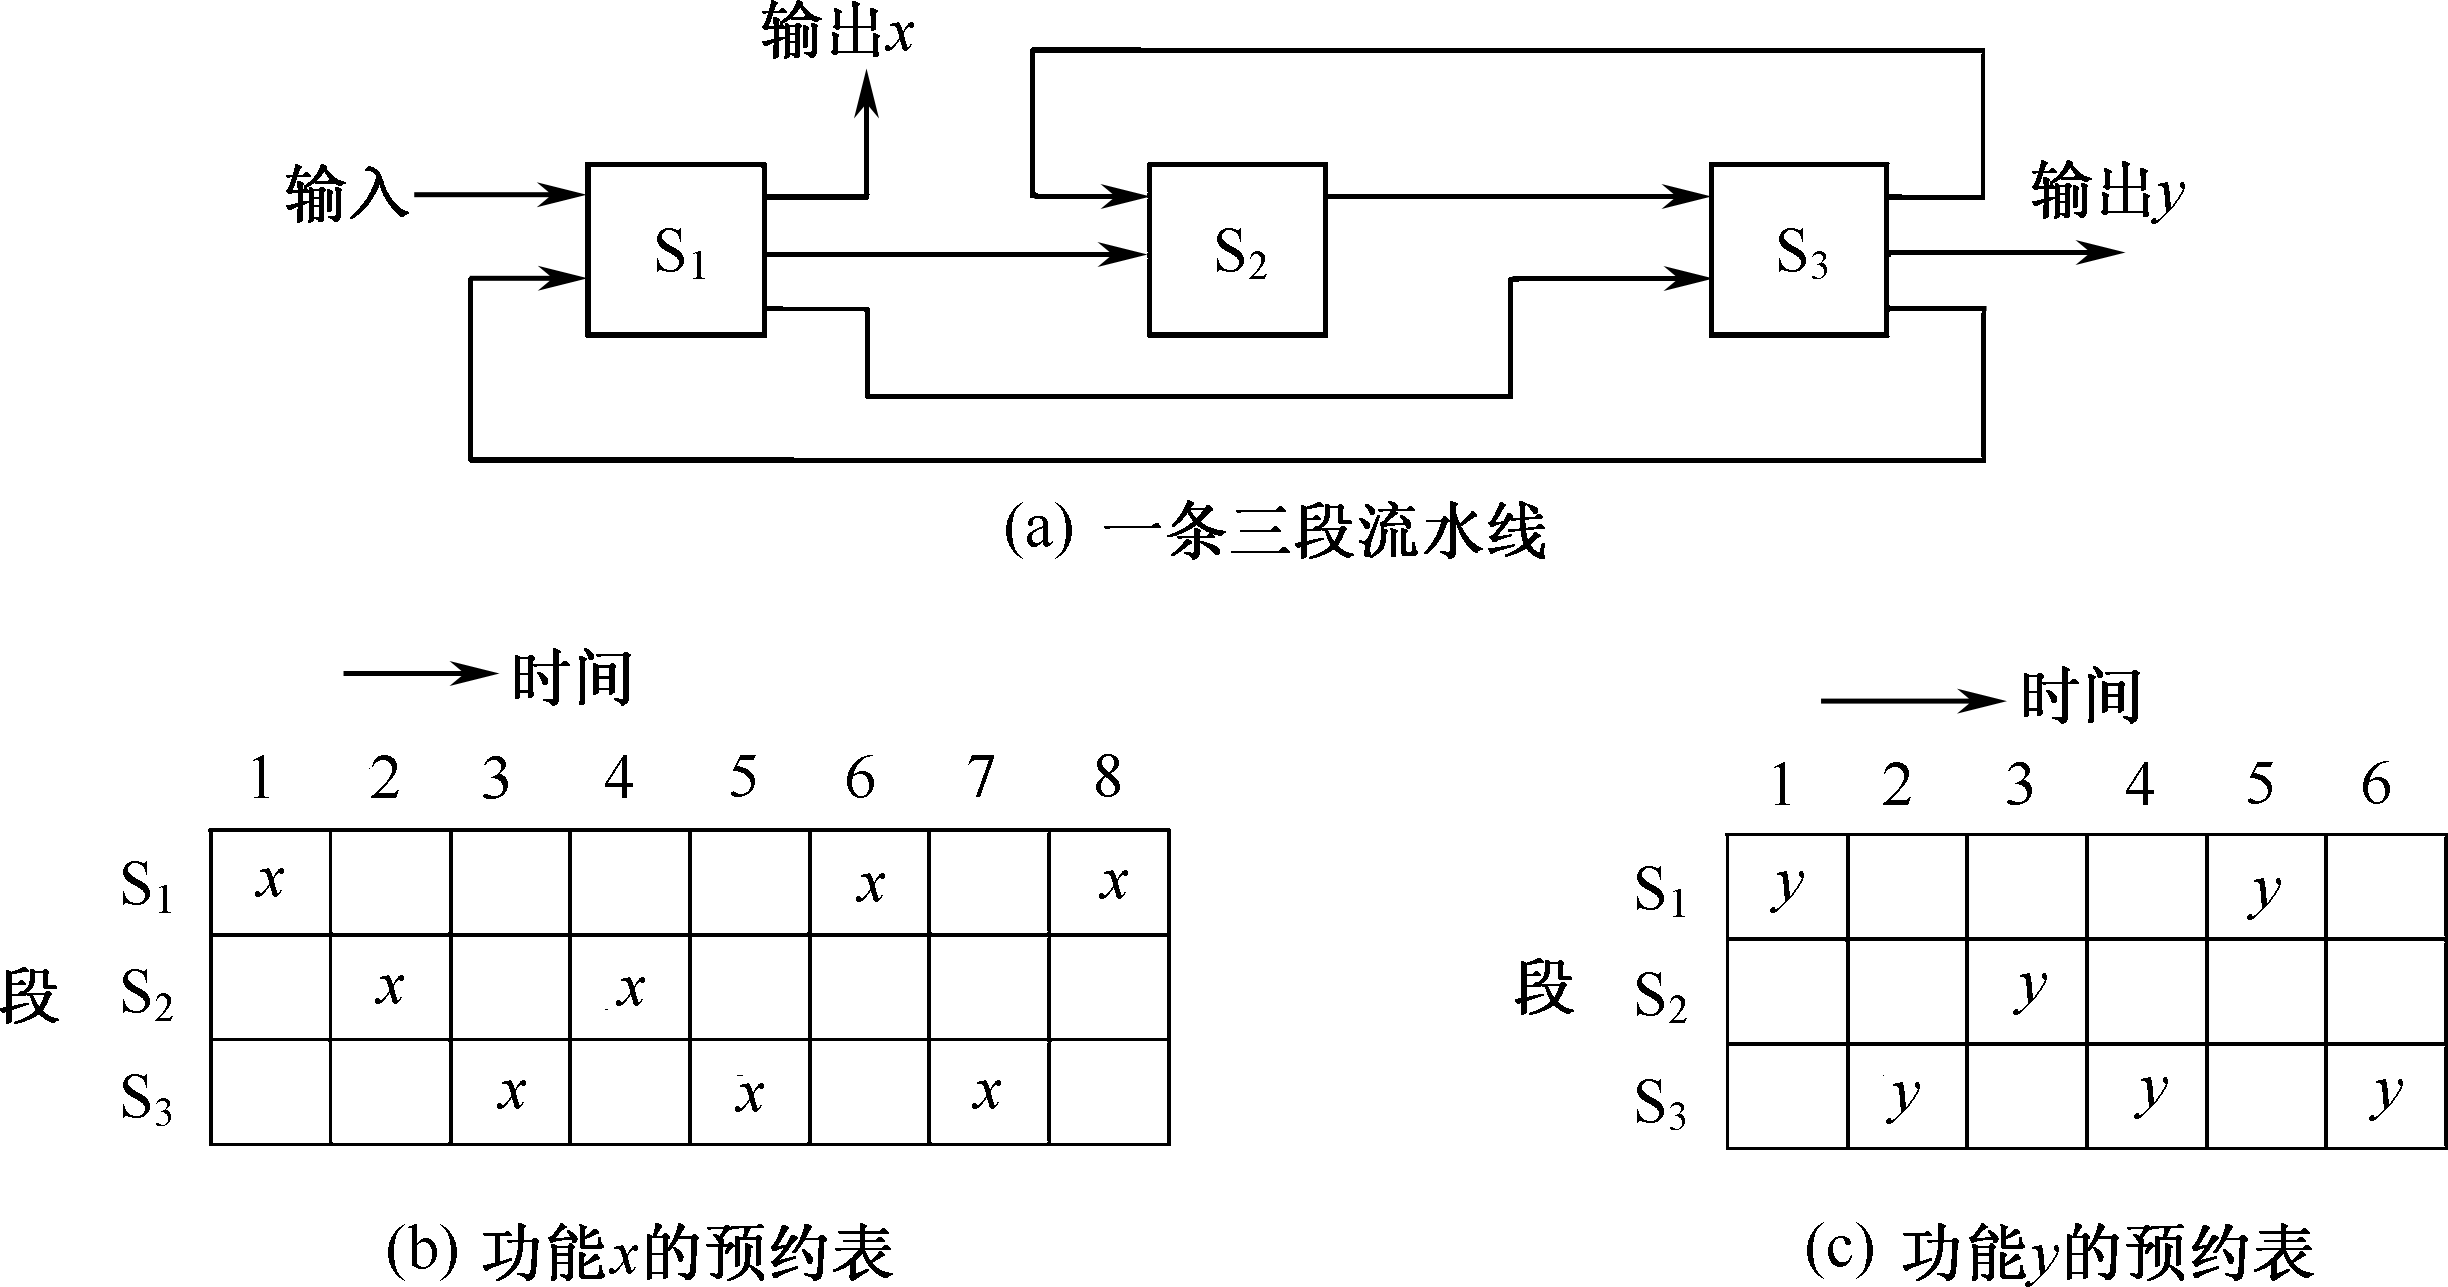 输出x
输入 S₁ S₂ S₃ 输出y
(a) 一条三段流水线
时间
1 2 3 4 5 6 7 8
S₁ x x x
段 S₂ x x
S₃ x x x
(b) 功能x的预约表
时间
1 2 3 4 5 6
S₁ y y
段 S₂ y
S₃ y y y
(c) 功能y的预约表